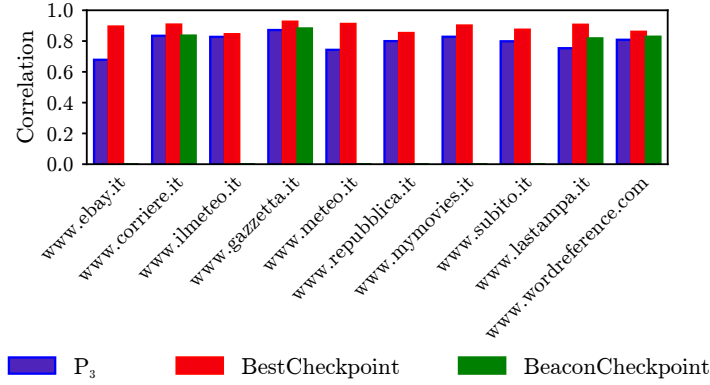 Correlation
1.0
0.8
0.6
0.4
0.2
0.0
www.ebay.it
www.corriere.it
www.ilmeteo.it
www.gazzetta.it
www.meteo.it
www.repubblica.it
www.mymovies.it
www.subito.it
www.lastampa.it
www.wordreference.com
P₃
BestCheckpoint
BeaconCheckpoint